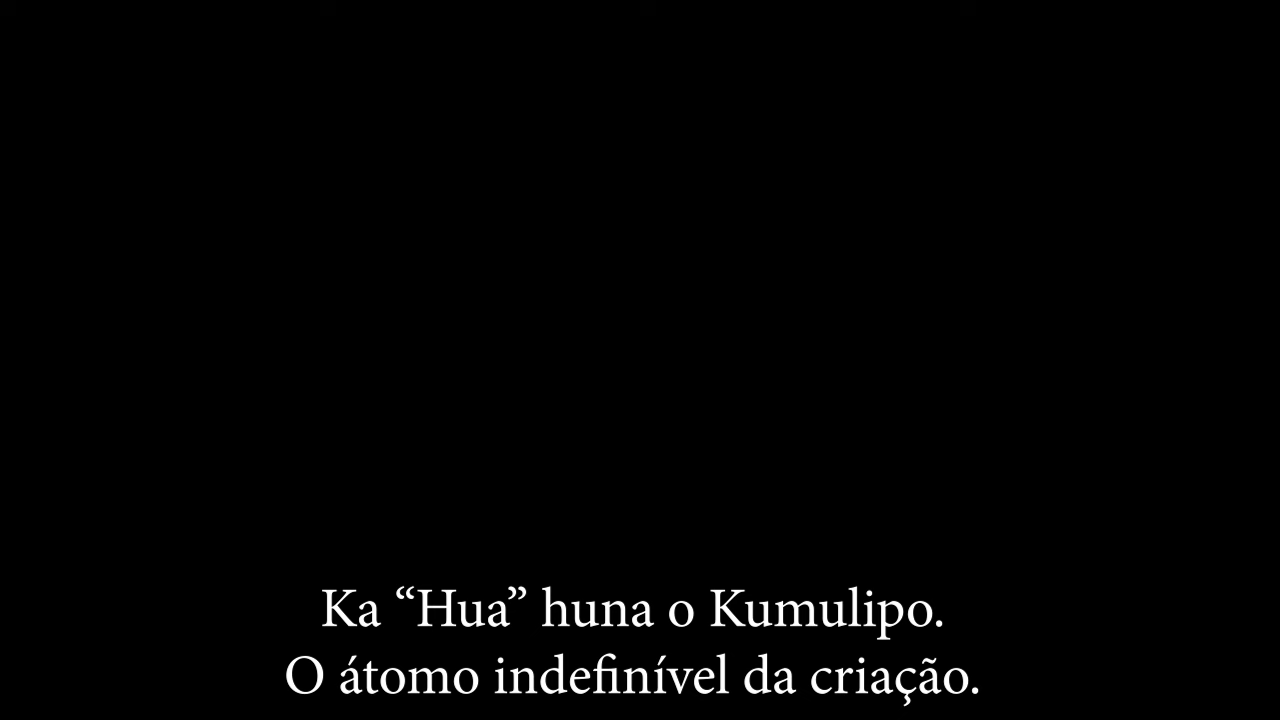 Ka “Hua” huna o Kumulipo.
O átomo indefinível da criação.